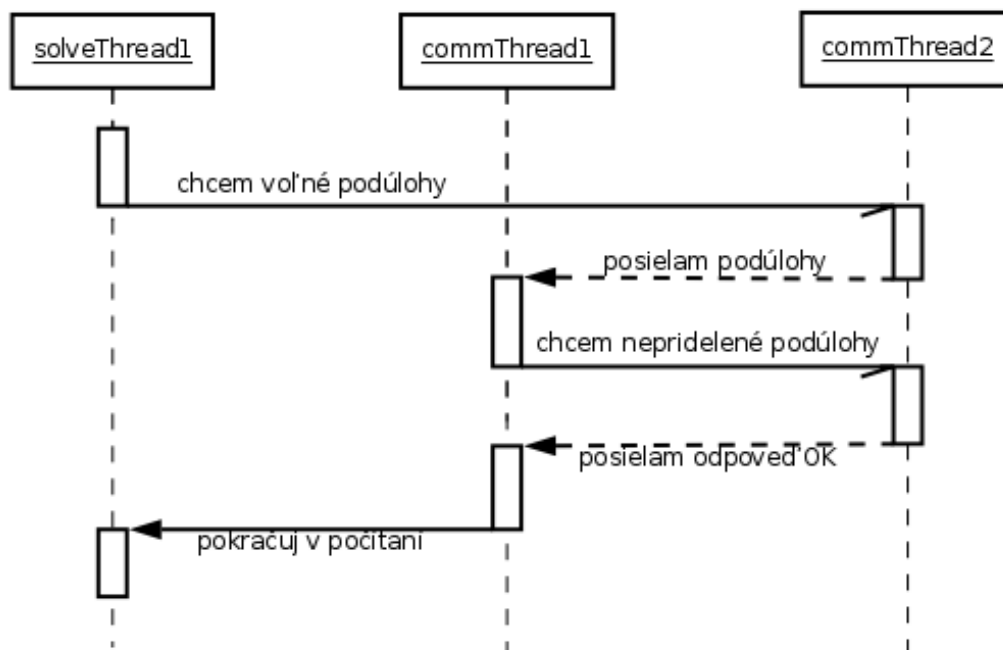 solveThread1
commThread1
commThread2
chcem voľné podúlohy
posielam podúlohy
chcem nepridelené podúlohy
posielam odpoveď OK
pokračuj v počítaní